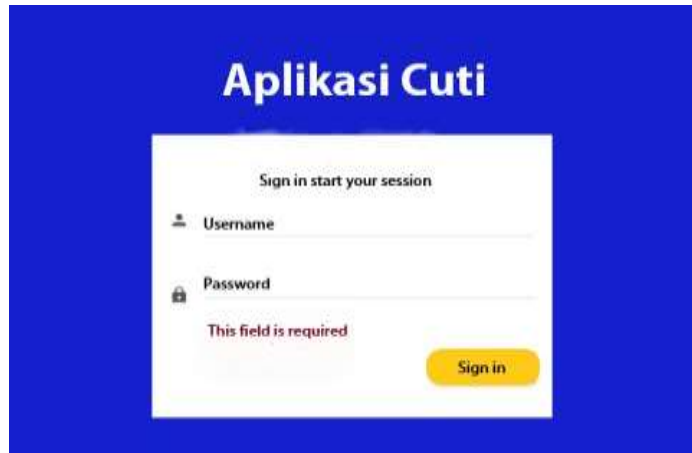 Aplikasi Cuti
Sign in start your session
Username
Password
This field is required
Sign in